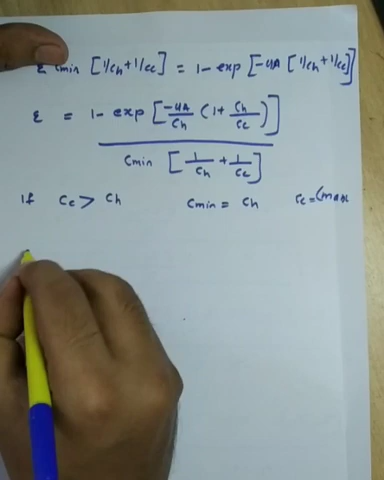 ε Cmin [1/Ch+1/Cc] = 1-exp[-UA [1/Ch+1/Cc]]
ε = 1-exp[-UA/Ch (1+ Ch/Cc)] / Cmin [1/Ch + 1/Cc]
If Cc > Ch Cmin = Ch Cc = Cmax